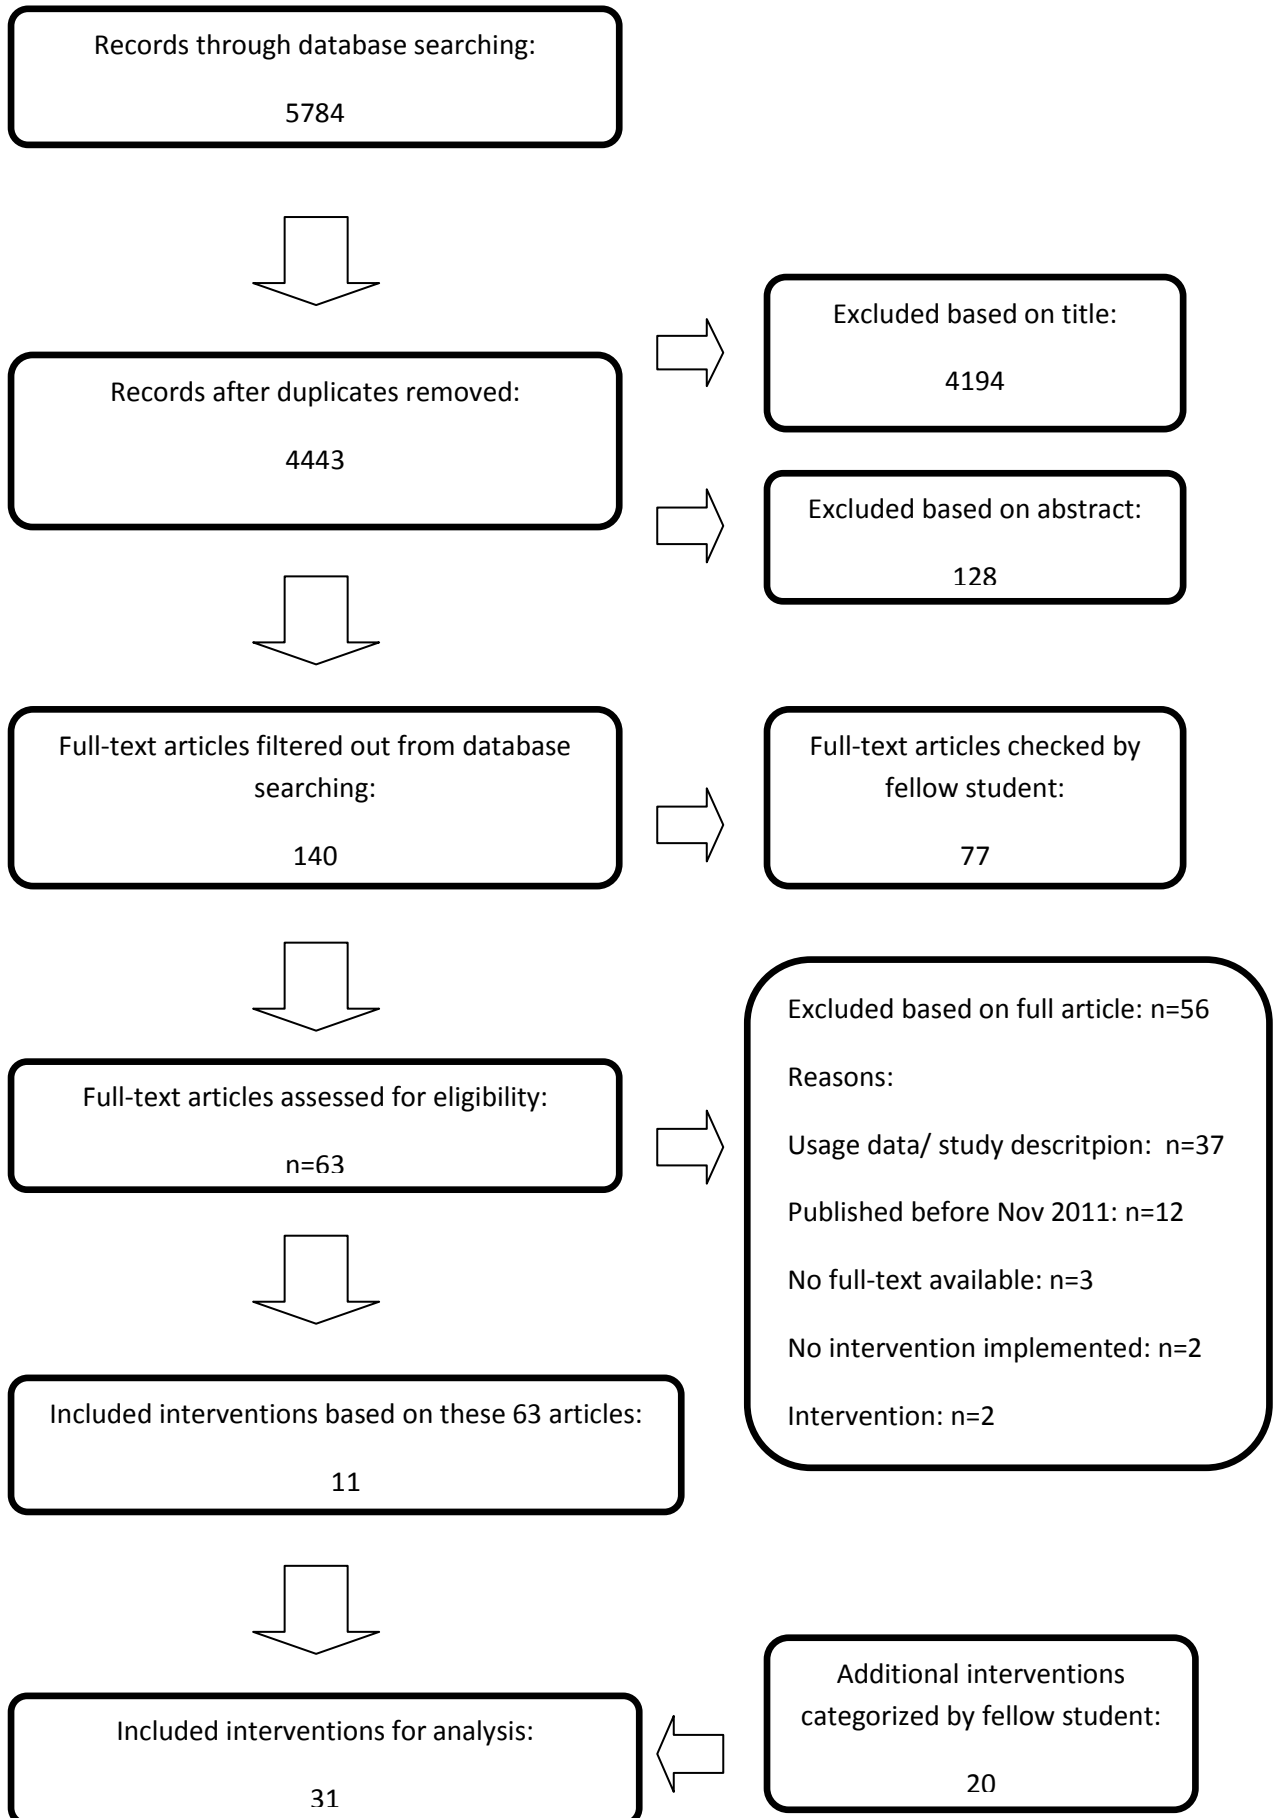 Records through database searching:
5784
Excluded based on title:
4194
Records after duplicates removed:
4443
Excluded based on abstract:
128
Full-text articles filtered out from database
searching:
140
Full-text articles checked by
fellow student:
77
Full-text articles assessed for eligibility:
n=63
Excluded based on full article: n=56
Reasons:
Usage data/ study descritpion: n=37
Published before Nov 2011: n=12
No full-text available: n=3
No intervention implemented: n=2
Intervention: n=2
Included interventions based on these 63 articles:
11
Additional interventions
categorized by fellow student:
20
Included interventions for analysis:
31